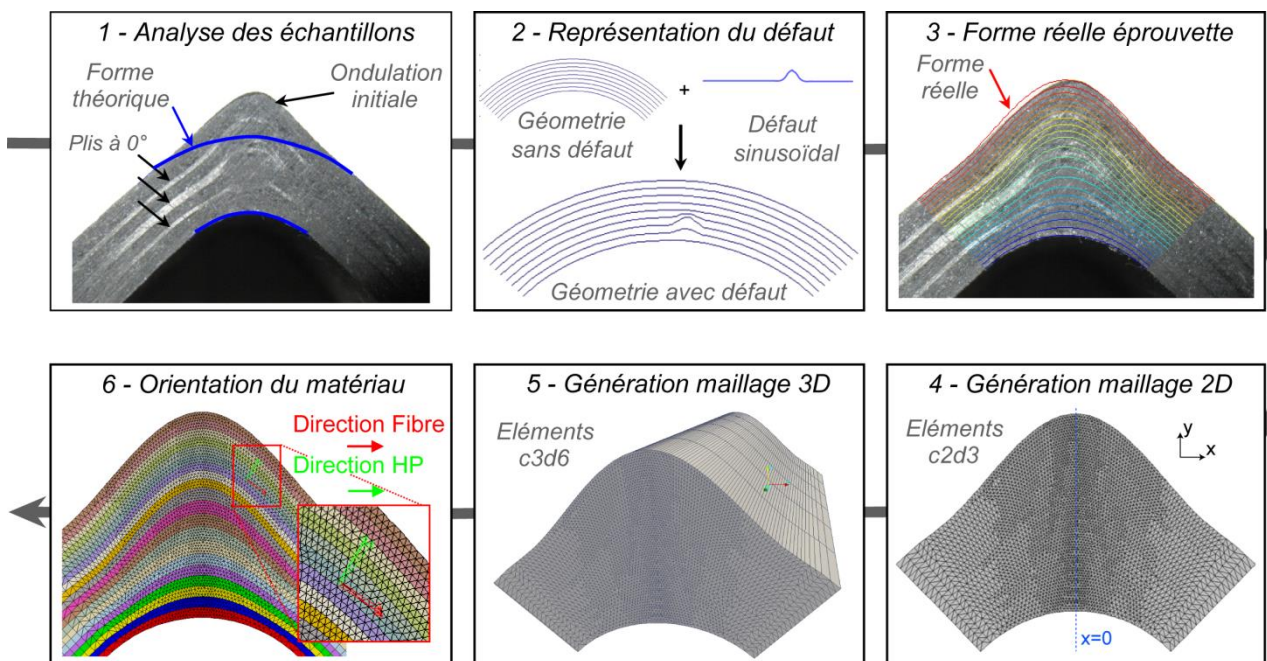 1 - Analyse des échantillons
Forme
théorique
Ondulation
initiale
Plis à 0°
2 - Représentation du défaut
+
Géometrie
sans défaut
Défaut
sinusoïdal
Géometrie avec défaut
3 - Forme réelle éprouvette
Forme
réelle
6 - Orientation du matériau
Direction Fibre
Direction HP
5 - Génération maillage 3D
Eléments
c3d6
4 - Génération maillage 2D
Eléments
c2d3
y
x
x=0